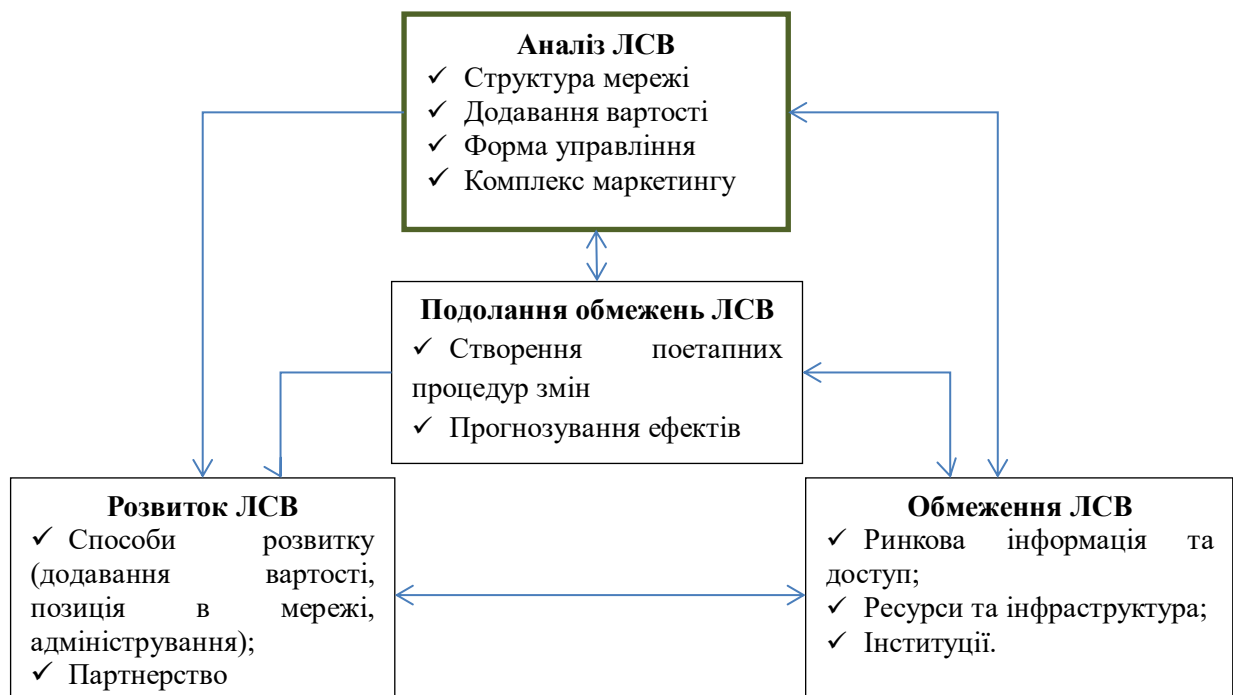 Аналіз ЛСВ
✓ Структура мережі
✓ Додавання вартості
✓ Форма управління
✓ Комплекс маркетингу
Подолання обмежень ЛСВ
✓ Створення поетапних
процедур змін
✓ Прогнозування ефектів
Розвиток ЛСВ
✓ Способи розвитку
(додавання вартості,
позиція в мережі,
адміністрування);
✓ Партнерство
Обмеження ЛСВ
✓ Ринкова інформація та
доступ;
✓ Ресурси та інфраструктура;
✓ Інституції.